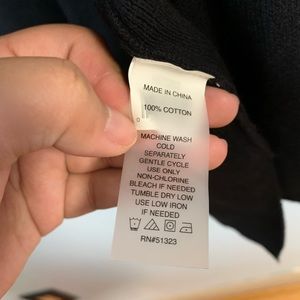 MADE IN CHINA
100% COTTON
MACHINE WASH
COLD
SEPARATELY
GENTLE CYCLE
USE ONLY
NON-CHLORINE
BLEACH IF NEEDED
TUMBLE DRY LOW
USE LOW IRON
IF NEEDED
RN#51323